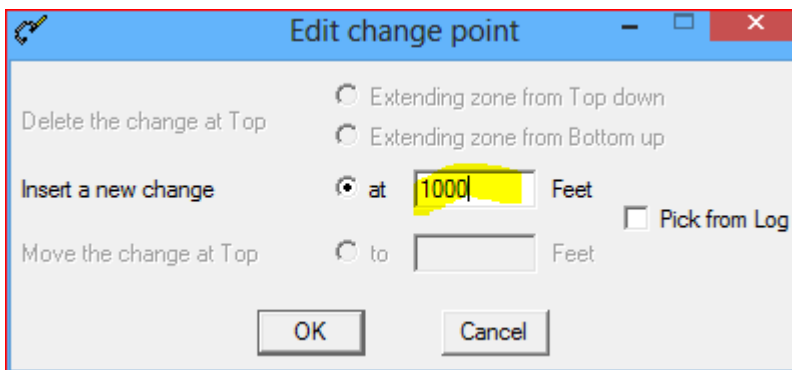 Edit change point
Delete the change at Top
Extending zone from Top down
Extending zone from Bottom up
Insert a new change at 1000 Feet
Pick from Log
Move the change at Top to Feet
OK Cancel